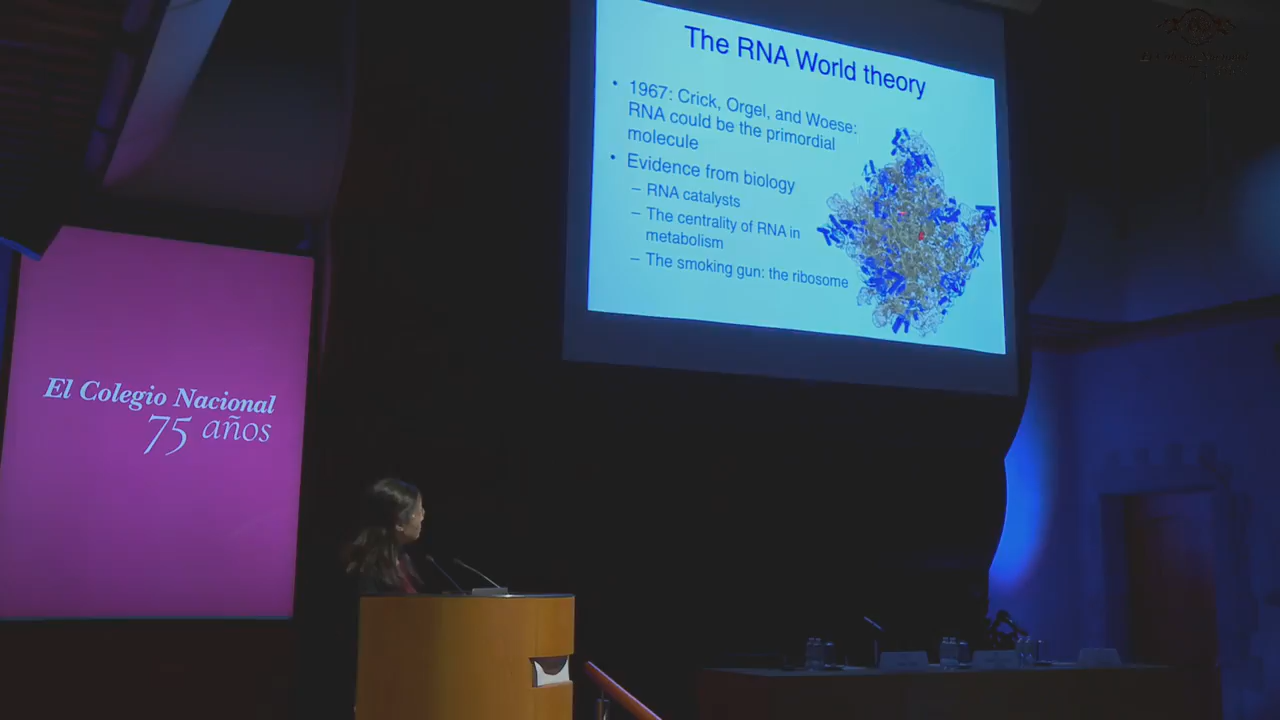 The RNA World theory
• 1967: Crick, Orgel, and Woese:
RNA could be the primordial
molecule
• Evidence from biology
– RNA catalysts
– The centrality of RNA in
metabolism
– The smoking gun: the ribosome
El Colegio Nacional
75 años